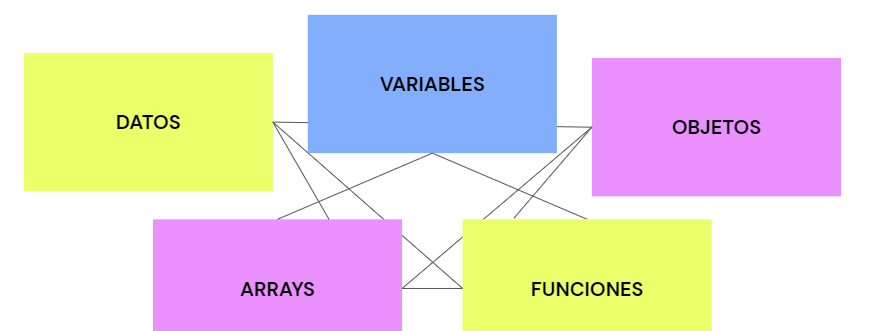 VARIABLES
DATOS
OBJETOS
ARRAYS
FUNCIONES